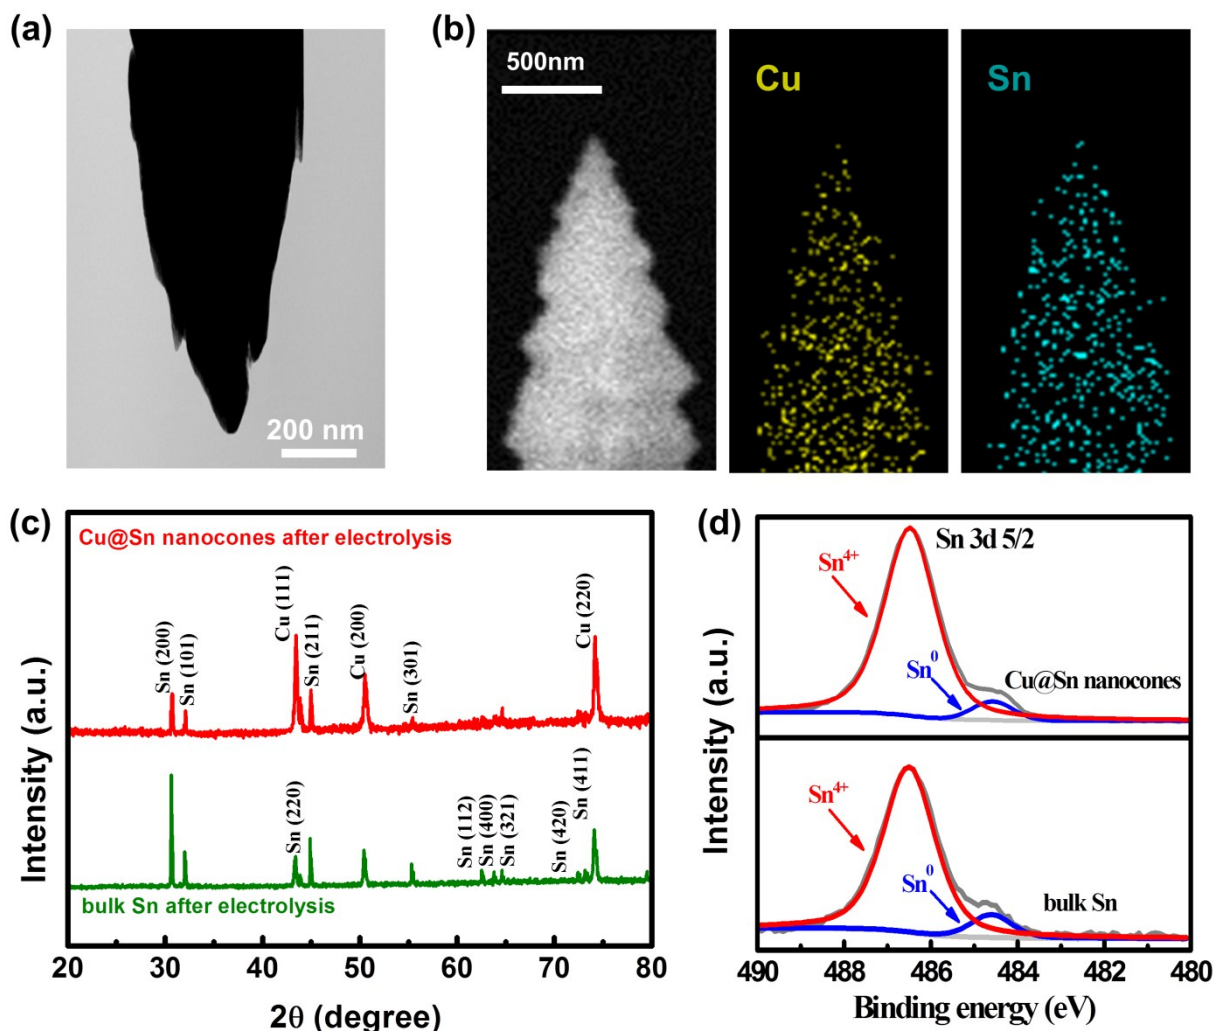 (a)
200 nm
(b)
500nm
Cu
Sn
(c)
Cu@Sn nanocones after electrolysis
Sn (200)
Sn (101)
Cu (111)
Sn (211)
Cu (200)
Sn (301)
Cu (220)
Sn (220)
Sn (112)
Sn (400)
Sn (321)
Sn (420)
Sn (411)
bulk Sn after electrolysis
Intensity (a.u.)
20 30 40 50 60 70 80
2θ (degree)
(d)
Sn 3d 5/2
Sn⁴⁺
Sn⁰
Cu@Sn nanocones
Sn⁴⁺
Sn⁰
bulk Sn
Intensity (a.u.)
490 488 486 484 482 480
Binding energy (eV)